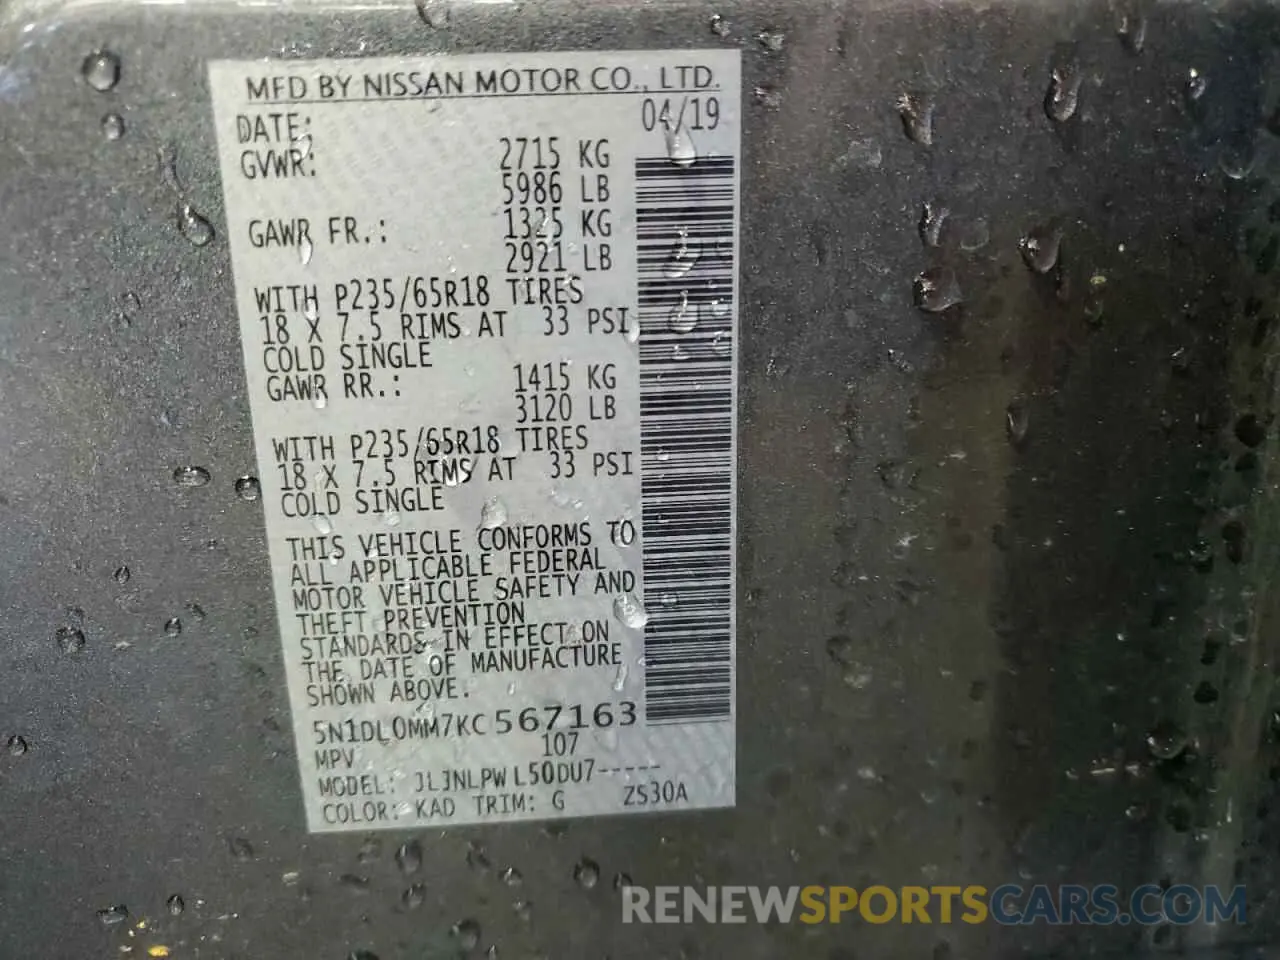 MFD BY NISSAN MOTOR CO., LTD.
DATE: 04/19
GVWR: 2715 KG
5986 LB
GAWR FR.: 1325 KG
2921 LB
WITH P235/65R18 TIRES
18 X 7.5 RIMS AT 33 PSI
COLD SINGLE
GAWR RR.: 1415 KG
3120 LB
WITH P235/65R18 TIRES
18 X 7.5 RIMS AT 33 PSI
COLD SINGLE
THIS VEHICLE CONFORMS TO
ALL APPLICABLE FEDERAL
MOTOR VEHICLE SAFETY AND
THEFT PREVENTION
STANDARDS IN EFFECT ON
THE DATE OF MANUFACTURE
SHOWN ABOVE.
5N1DL0MM7KC567163
MPV 107
MODEL: JLJNLPW L50DU7-----
COLOR: KAD TRIM: G ZS30A
RENEWSPORTSCARS.COM